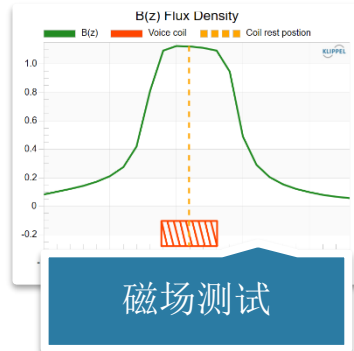 B(z) Flux Density
B(z) Voice coil Coil rest postion
KLIPPEL
1.0
0.8
0.6
0.4
0.2
0
-0.2
磁场测试